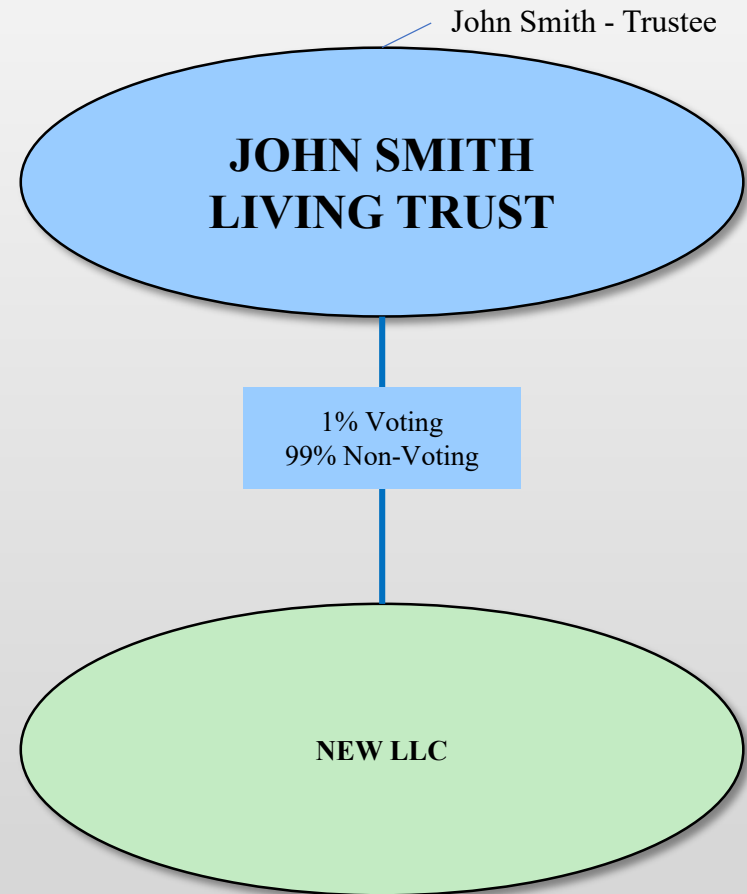 John Smith - Trustee
JOHN SMITH
LIVING TRUST
1% Voting
99% Non-Voting
NEW LLC